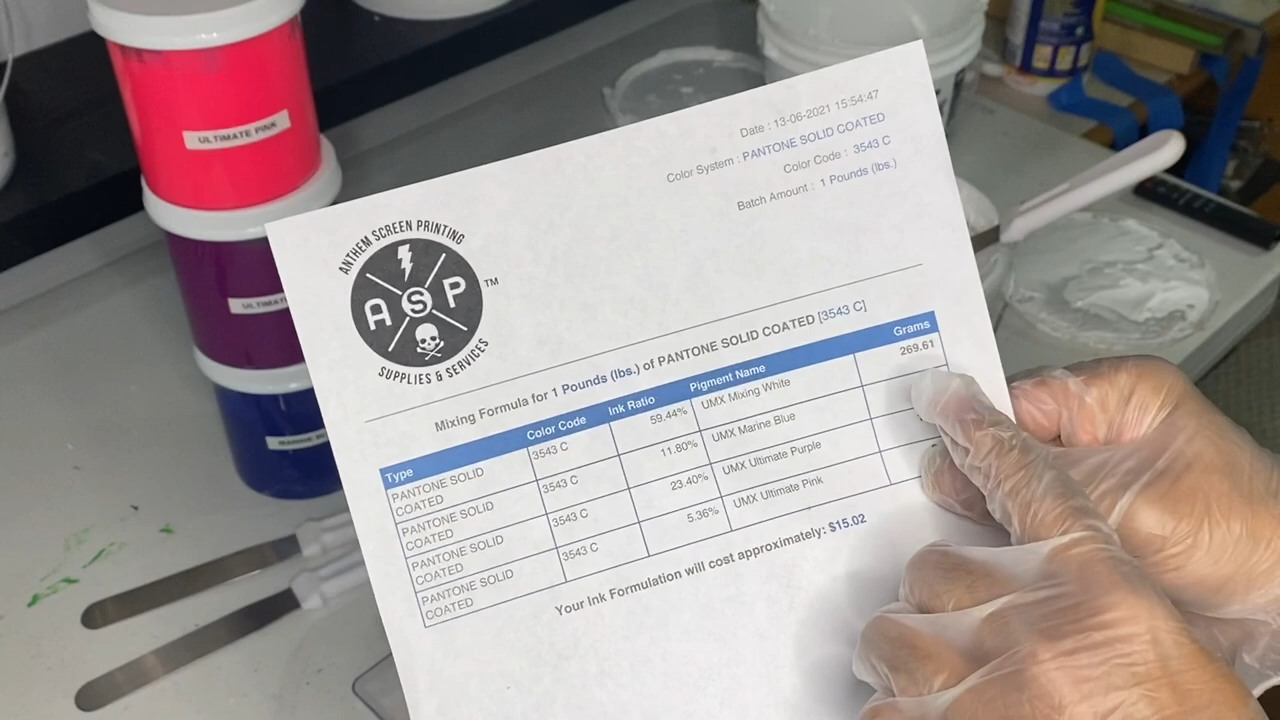 ULTIMATE PINK
ULTIMATE
MARINE
Date : 13-06-2021 15:54:47
Color System : PANTONE SOLID COATED
Color Code : 3543 C
Batch Amount : 1 Pounds (lbs.)
ANTHEM SCREEN PRINTING
A S P TM
SUPPLIES & SERVICES
Mixing Formula for 1 Pounds (lbs.) of PANTONE SOLID COATED [3543 C]
Type Color Code Ink Ratio Pigment Name Grams
PANTONE SOLID COATED 3543 C 59.44% UMX Mixing White 269.61
PANTONE SOLID COATED 3543 C 11.80% UMX Marine Blue
PANTONE SOLID COATED 3543 C 23.40% UMX Ultimate Purple
PANTONE SOLID COATED 3543 C 5.36% UMX Ultimate Pink
Your Ink Formulation will cost approximately: $15.02